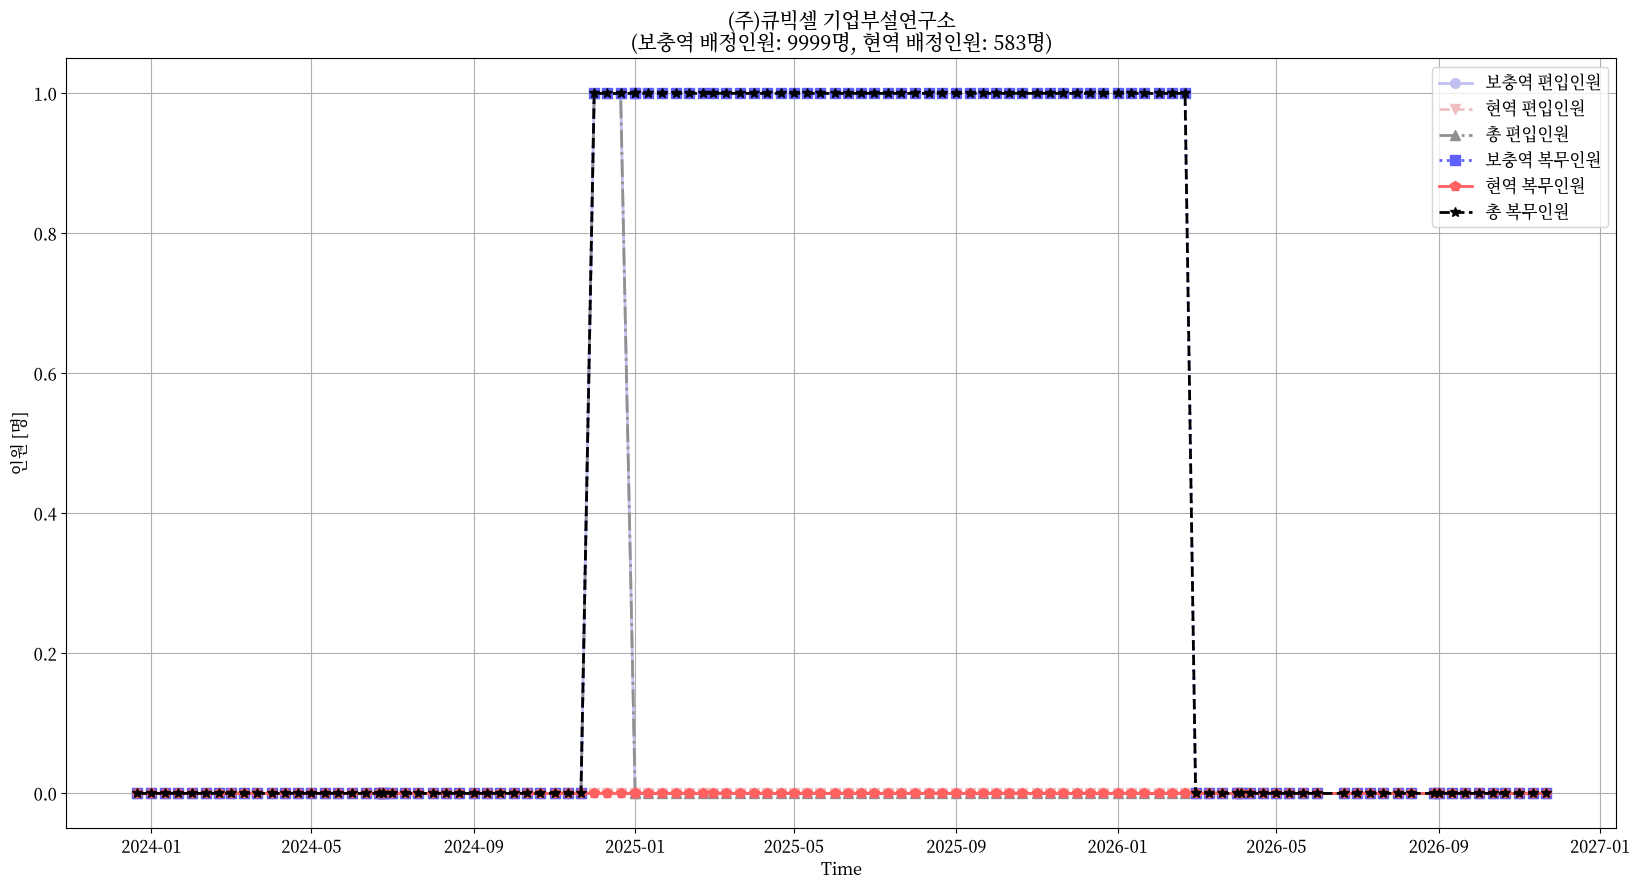 (주)큐빅셀 기업부설연구소
(보충역 배정인원: 9999명, 현역 배정인원: 583명)
인원 [명]
1.0
0.8
0.6
0.4
0.2
0.0
보충역 편입인원
현역 편입인원
총 편입인원
보충역 복무인원
현역 복무인원
총 복무인원
2024-01
2024-05
2024-09
2025-01
2025-05
2025-09
2026-01
2026-05
2026-09
2027-01
Time